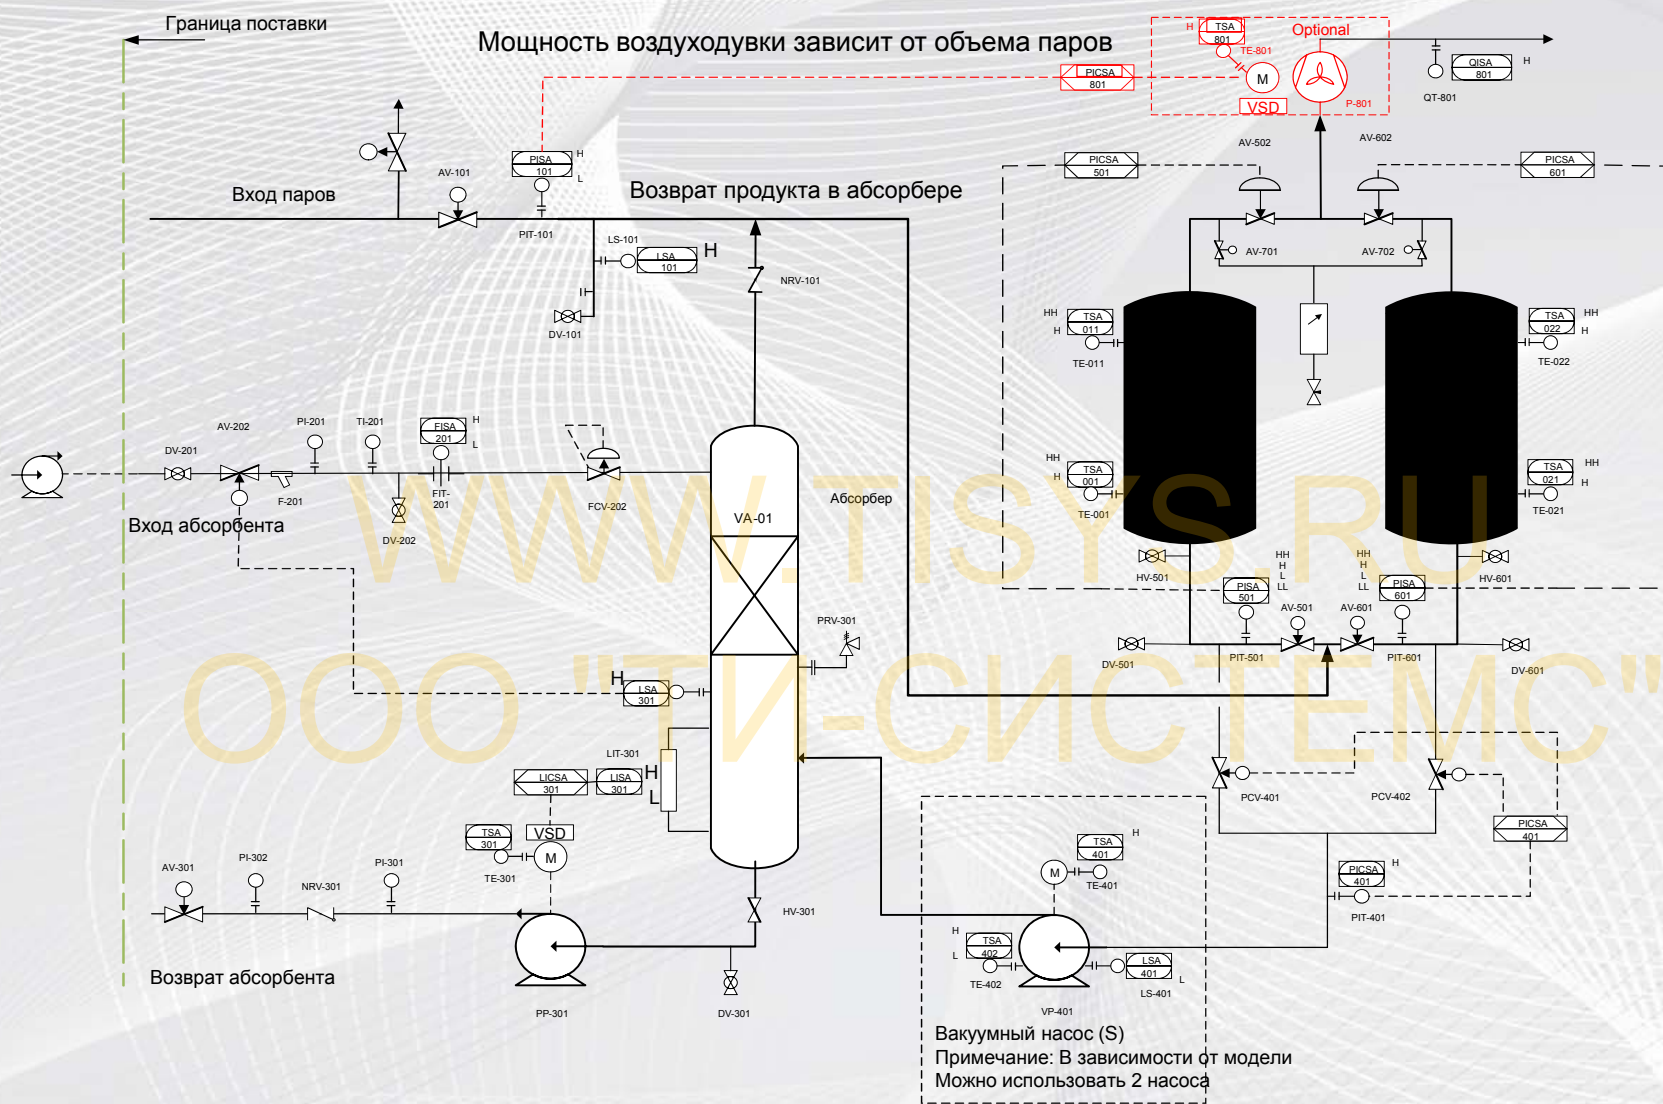 Граница поставки
Мощность воздуходувки зависит от объема паров
H
TSA
801
TE-801
Optional
M
VSD
P-801
PICSA
801
QISA
801
H
QT-801
AV-502
AV-602
PICSA
501
PICSA
601
AV-101
PISA
101
H
L
Вход паров
Возврат продукта в абсорбере
PIT-101
LS-101
LSA
101
H
NRV-101
DV-101
AV-701
AV-702
HH
H
TSA
011
TE-011
TSA
022
HH
H
TE-022
DV-201
AV-202
PI-201
TI-201
FISA
201
H
L
F-201
FIT-
201
DV-202
FCV-202
Вход абсорбента
VA-01
Абсорбер
HH
H
TSA
001
TE-001
TSA
021
HH
H
TE-021
WWW.TISYS.RU
HV-501
HV-601
HH
H
L
LL
HH
H
L
LL
PISA
501
PISA
601
AV-501
AV-601
PRV-301
DV-501
PIT-501
PIT-601
DV-601
ООО "ТИ-СИСТЕМС"
H
LSA
301
LIT-301
LICSA
301
LISA
301
H
L
PCV-401
PCV-402
PICSA
401
TSA
301
VSD
M
TE-301
AV-301
PI-302
NRV-301
PI-301
HV-301
M
TSA
401
H
TE-401
PICSA
401
H
PIT-401
H
L
TSA
402
TE-402
LSA
401
L
LS-401
Возврат абсорбента
PP-301
DV-301
VP-401
Вакуумный насос (S)
Примечание: В зависимости от модели
Можно использовать 2 насоса